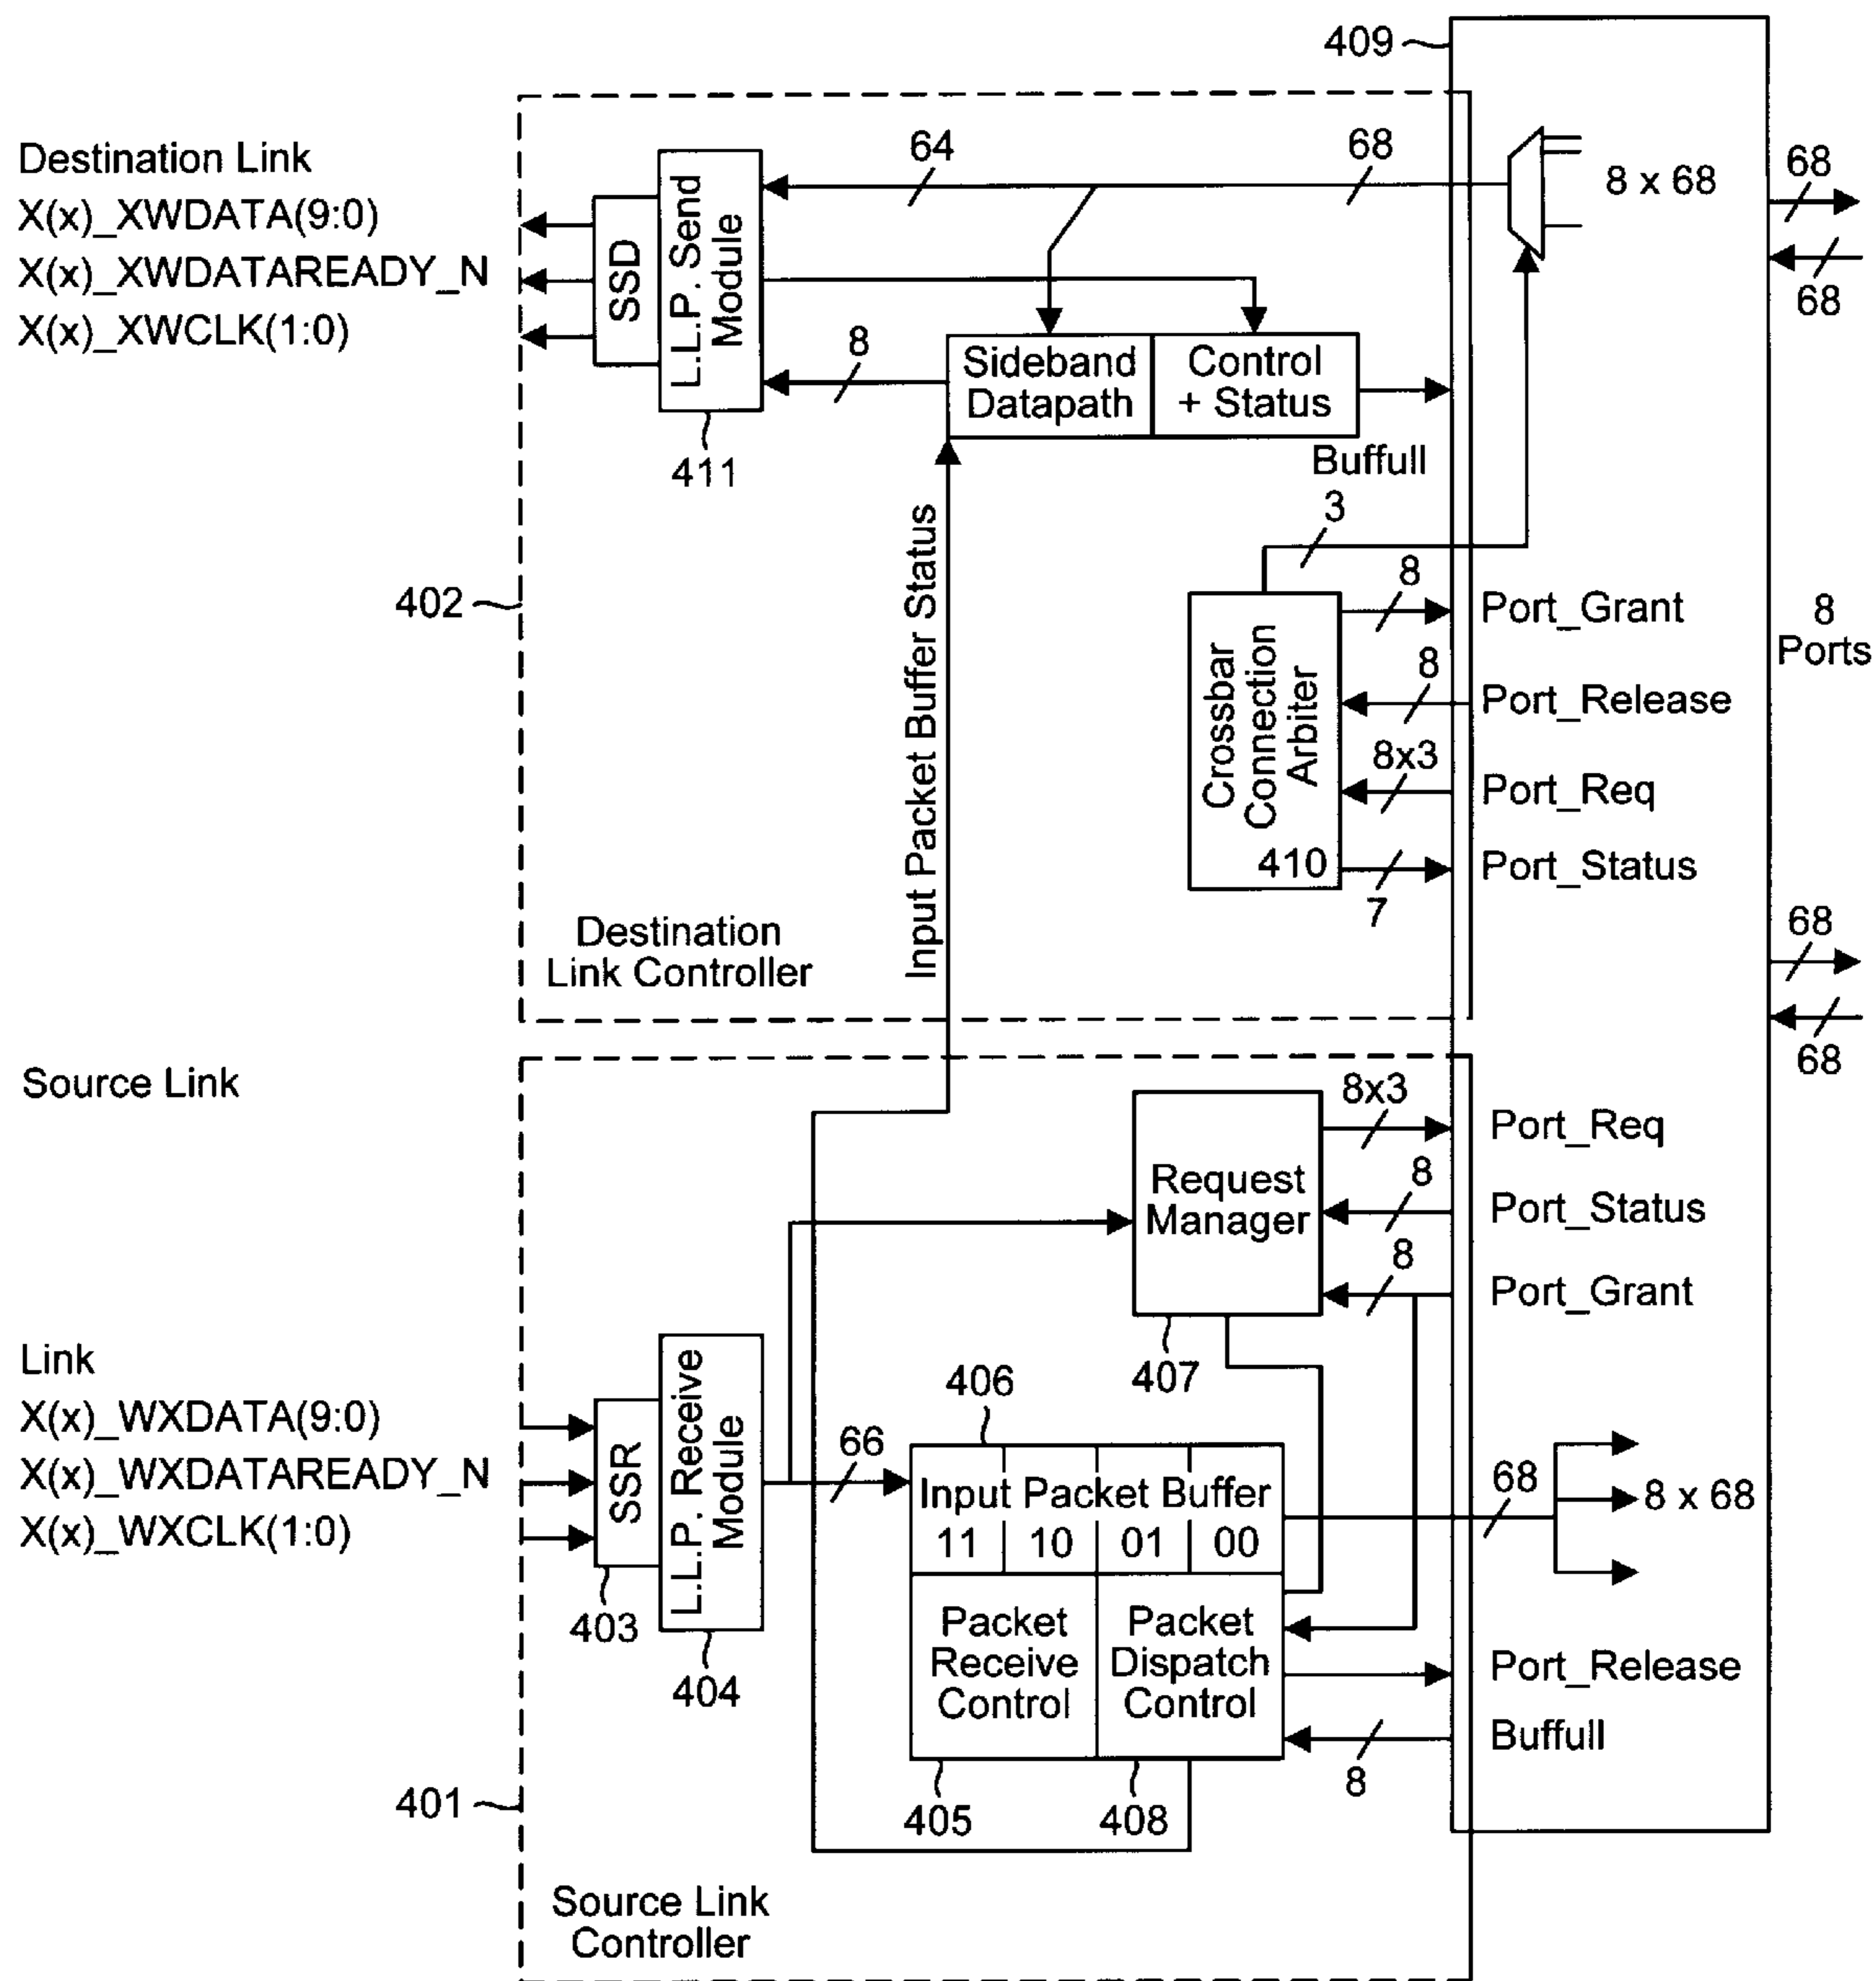 409
Destination Link
X(x)_XWDATA(9:0)
X(x)_XWDATAREADY_N
X(x)_XWCLK(1:0)
SSD
L.L.P. Send
Module
411
64
68
8 x 68
68
68
8
Sideband
Datapath
Control
+ Status
Buffull
3
402
Input Packet Buffer Status
Crossbar
Connection
Arbiter
410
8
Port_Grant
8
Port_Release
8x3
Port_Req
7
Port_Status
8
Ports
68
68
Destination
Link Controller
Source Link
8x3
Port_Req
Request
Manager
8
Port_Status
8
Port_Grant
407
Link
X(x)_WXDATA(9:0)
X(x)_WXDATAREADY_N
X(x)_WXCLK(1:0)
SSR
403
L.L.P. Receive
Module
404
66
406
Input Packet Buffer
11 10 01 00
68
8 x 68
Packet
Receive
Control
Packet
Dispatch
Control
Port_Release
8
Buffull
405
408
401
Source Link
Controller